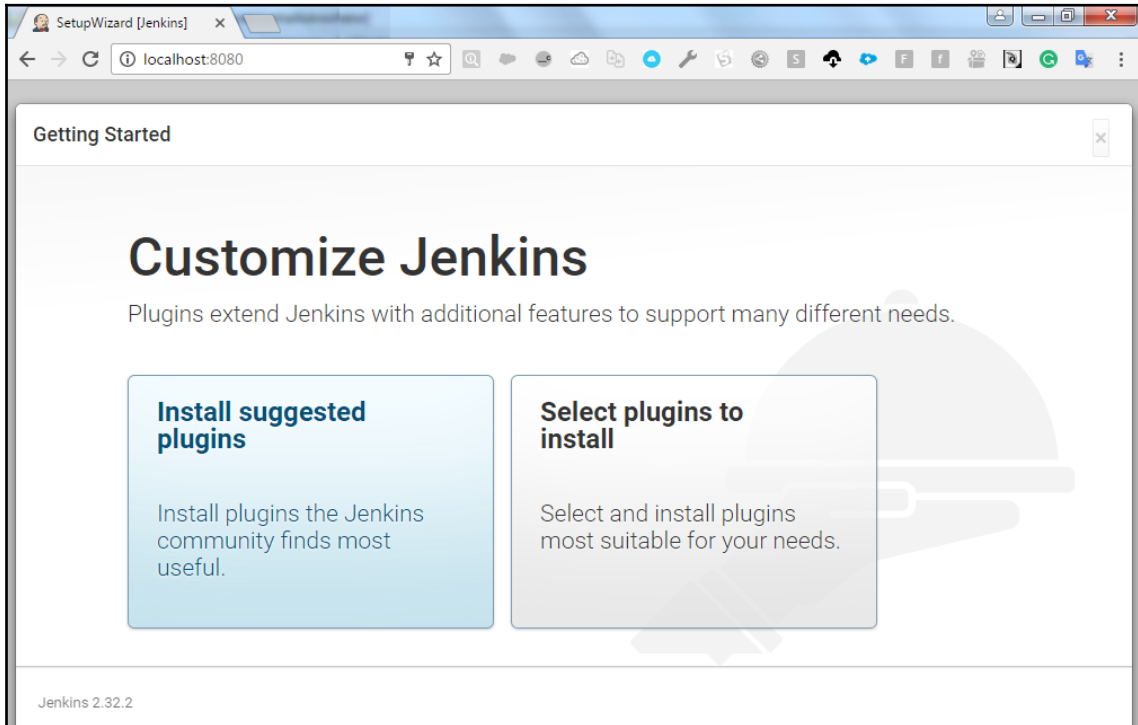 SetupWizard [Jenkins]
localhost:8080
Getting Started
Customize Jenkins
Plugins extend Jenkins with additional features to support many different needs.
Install suggested
plugins
Install plugins the Jenkins
community finds most
useful.
Select plugins to
install
Select and install plugins
most suitable for your needs.
Jenkins 2.32.2